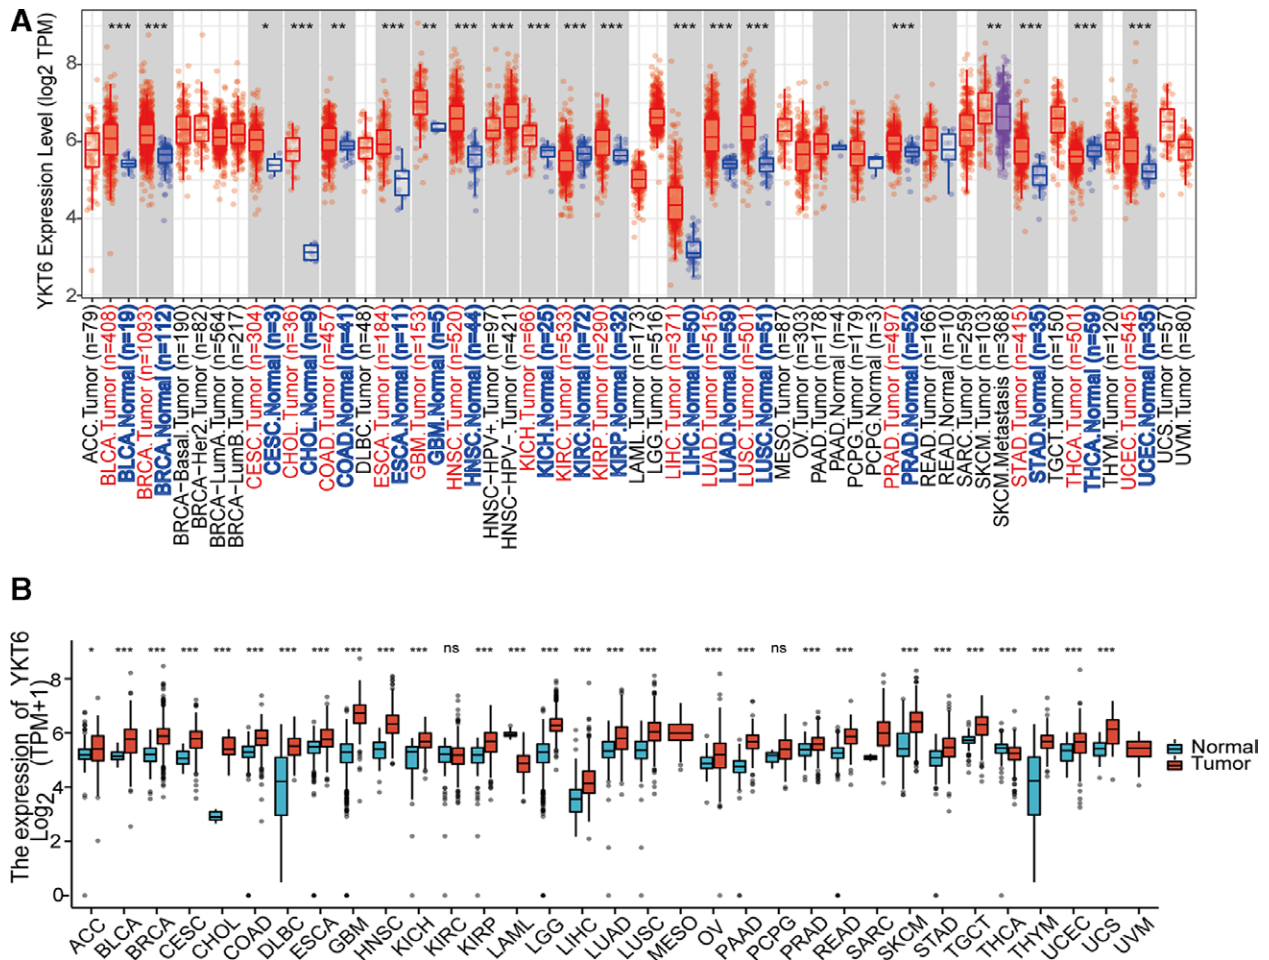 A
YKT6 Expression Level (log2 TPM)
8
6
4
2
*** *** * *** ** *** ** *** *** *** *** *** *** *** *** *** ** *** *** ***
ACC.Tumor (n=79)
BLCA.Tumor (n=408)
BLCA.Normal (n=19)
BRCA.Tumor (n=1093)
BRCA.Normal (n=112)
BRCA−Basal.Tumor (n=190)
BRCA−Her2.Tumor (n=82)
BRCA−LumA.Tumor (n=564)
BRCA−LumB.Tumor (n=217)
CESC.Tumor (n=304)
CESC.Normal (n=3)
CHOL.Tumor (n=36)
CHOL.Normal (n=9)
COAD.Tumor (n=457)
COAD.Normal (n=41)
DLBC.Tumor (n=48)
ESCA.Tumor (n=184)
ESCA.Normal (n=11)
GBM.Tumor (n=153)
GBM.Normal (n=5)
HNSC.Tumor (n=520)
HNSC.Normal (n=44)
HNSC−HPV+.Tumor (n=97)
HNSC−HPV−.Tumor (n=421)
KICH.Tumor (n=66)
KICH.Normal (n=25)
KIRC.Tumor (n=533)
KIRC.Normal (n=72)
KIRP.Tumor (n=290)
KIRP.Normal (n=32)
LAML.Tumor (n=173)
LGG.Tumor (n=516)
LIHC.Tumor (n=371)
LIHC.Normal (n=50)
LUAD.Tumor (n=515)
LUAD.Normal (n=59)
LUSC.Tumor (n=501)
LUSC.Normal (n=51)
MESO.Tumor (n=87)
OV.Tumor (n=303)
PAAD.Tumor (n=178)
PAAD.Normal (n=4)
PCPG.Tumor (n=179)
PCPG.Normal (n=3)
PRAD.Tumor (n=497)
PRAD.Normal (n=52)
READ.Tumor (n=166)
READ.Normal (n=10)
SARC.Tumor (n=259)
SKCM.Tumor (n=103)
SKCM.Metastasis (n=368)
STAD.Tumor (n=415)
STAD.Normal (n=35)
TGCT.Tumor (n=150)
THCA.Tumor (n=501)
THCA.Normal (n=59)
THYM.Tumor (n=120)
UCEC.Tumor (n=545)
UCEC.Normal (n=35)
UCS.Tumor (n=57)
UVM.Tumor (n=80)
B
The expression of YKT6
Log2 (TPM+1)
8
6
4
2
0
* *** *** *** *** *** *** *** *** *** *** ns *** *** *** *** *** *** *** *** ns *** *** *** *** *** *** *** *** ***
ACC
BLCA
BRCA
CESC
CHOL
COAD
DLBC
ESCA
GBM
HNSC
KICH
KIRC
KIRP
LAML
LGG
LIHC
LUAD
LUSC
MESO
OV
PAAD
PCPG
PRAD
READ
SARC
SKCM
STAD
TGCT
THCA
THYM
UCEC
UCS
UVM
Normal
Tumor